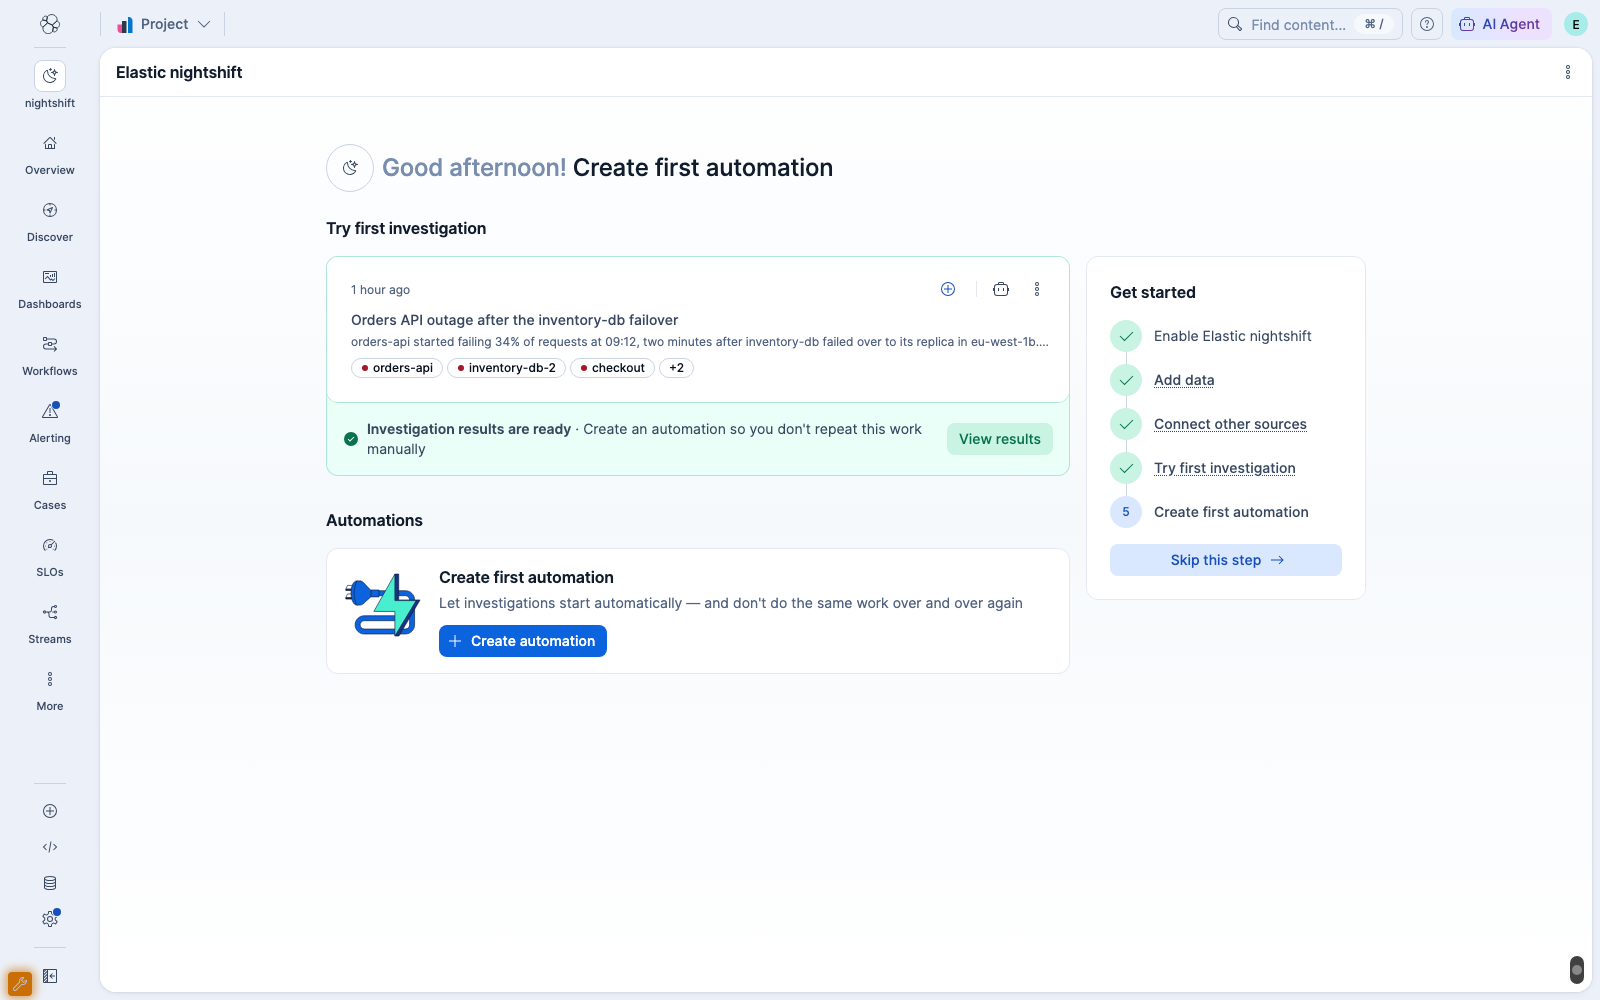 Project
Find content...
⌘ /
AI Agent
E
Elastic nightshift
nightshift
Overview
Discover
Dashboards
Workflows
Alerting
Cases
SLOs
Streams
More
Good afternoon! Create first automation
Try first investigation
1 hour ago
Orders API outage after the inventory-db failover
orders-api started failing 34% of requests at 09:12, two minutes after inventory-db failed over to its replica in eu-west-1b....
orders-api
inventory-db-2
checkout
+2
Investigation results are ready · Create an automation so you don't repeat this work
manually
View results
Automations
Create first automation
Let investigations start automatically — and don't do the same work over and over again
Create automation
Get started
Enable Elastic nightshift
Add data
Connect other sources
Try first investigation
5
Create first automation
Skip this step